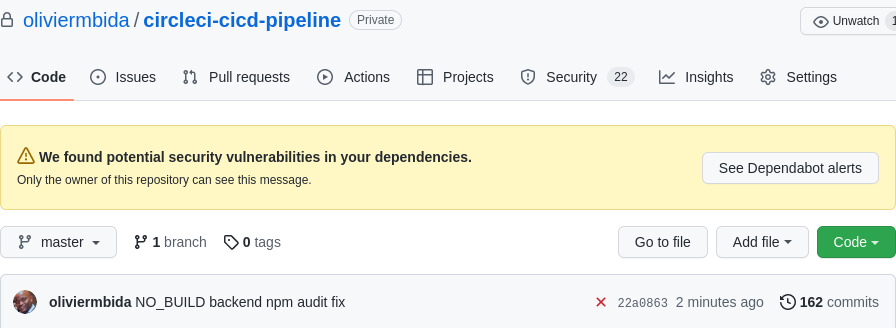 oliviermbida / circleci-cicd-pipeline Private Unwatch 1
Code Issues Pull requests Actions Projects Security 22 Insights Settings
We found potential security vulnerabilities in your dependencies.
Only the owner of this repository can see this message.
See Dependabot alerts
master 1 branch 0 tags Go to file Add file Code
oliviermbida NO_BUILD backend npm audit fix 22a0863 2 minutes ago 162 commits